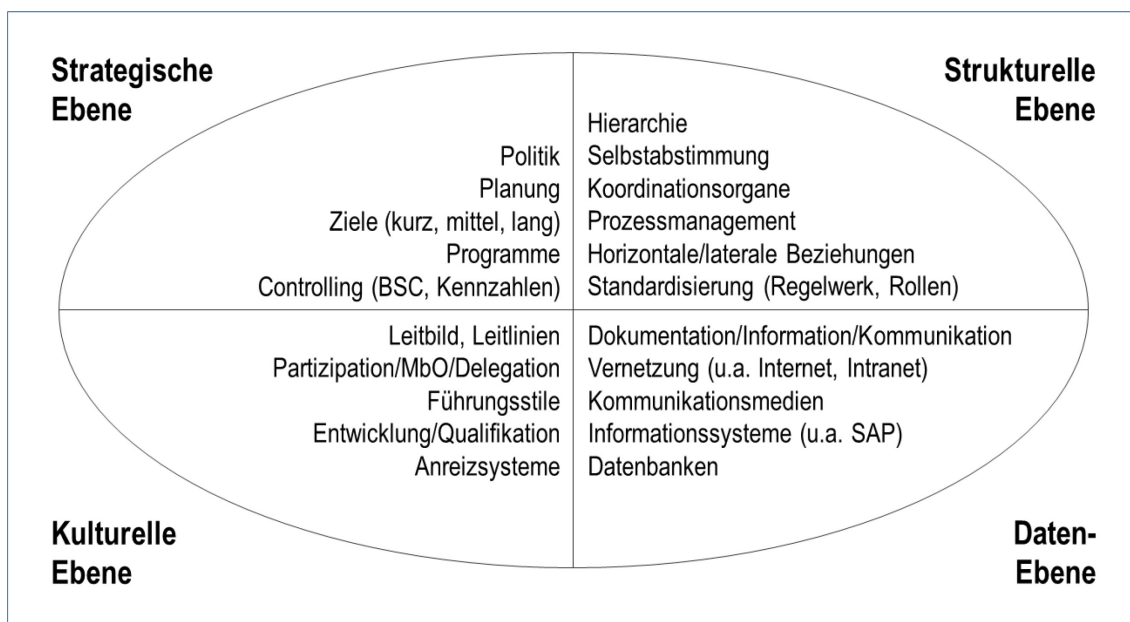 Strategische
Ebene
Politik
Planung
Ziele (kurz, mittel, lang)
Programme
Controlling (BSC, Kennzahlen)
Strukturelle
Ebene
Hierarchie
Selbstabstimmung
Koordinationsorgane
Prozessmanagement
Horizontale/laterale Beziehungen
Standardisierung (Regelwerk, Rollen)
Leitbild, Leitlinien
Partizipation/MbO/Delegation
Führungsstile
Entwicklung/Qualifikation
Anreizsysteme
Kulturelle
Ebene
Dokumentation/Information/Kommunikation
Vernetzung (u.a. Internet, Intranet)
Kommunikationsmedien
Informationssysteme (u.a. SAP)
Datenbanken
Daten-
Ebene